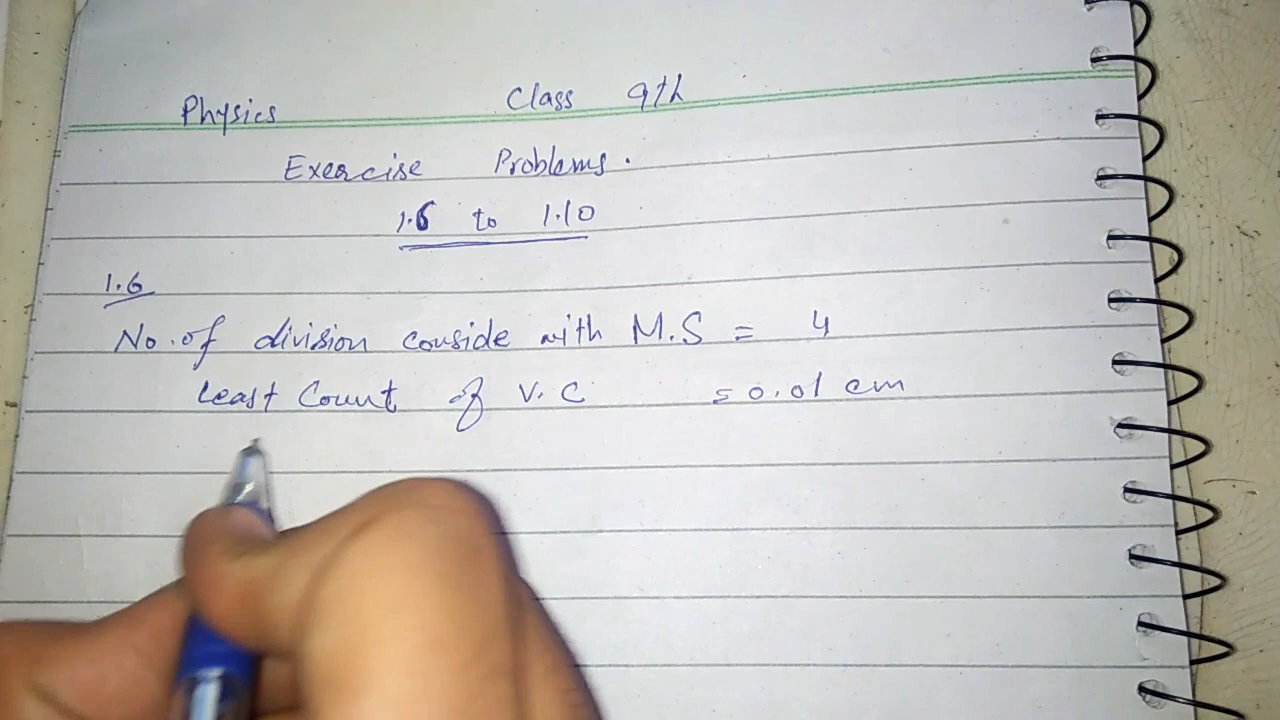 Physics Class 9th
Exercise Problems.
1.6 to 1.10
1.6
No. of division conside with M.S = 4
Least Count of V.C = 0.01 cm